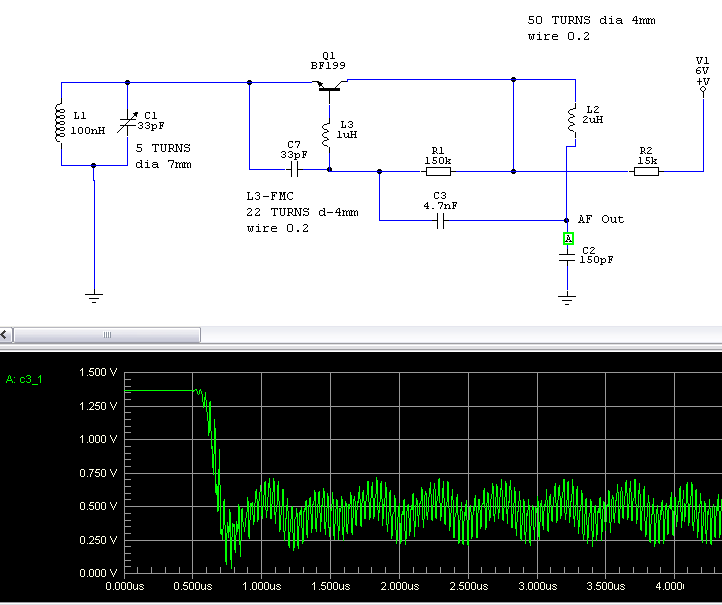 50 TURNS dia 4mm
wire 0.2
Q1
BF199
V1
6V
+V
L1
100nH
C1
33pF
5 TURNS
dia 7mm
L3
1uH
L2
2uH
C7
33pF
R1
150k
R2
15k
L3-FMC
22 TURNS d-4mm
wire 0.2
C3
4.7nF
AF Out
A
C2
150pF
A: c3_1
1.500 V
1.250 V
1.000 V
0.750 V
0.500 V
0.250 V
0.000 V
0.000us 0.500us 1.000us 1.500us 2.000us 2.500us 3.000us 3.500us 4.000